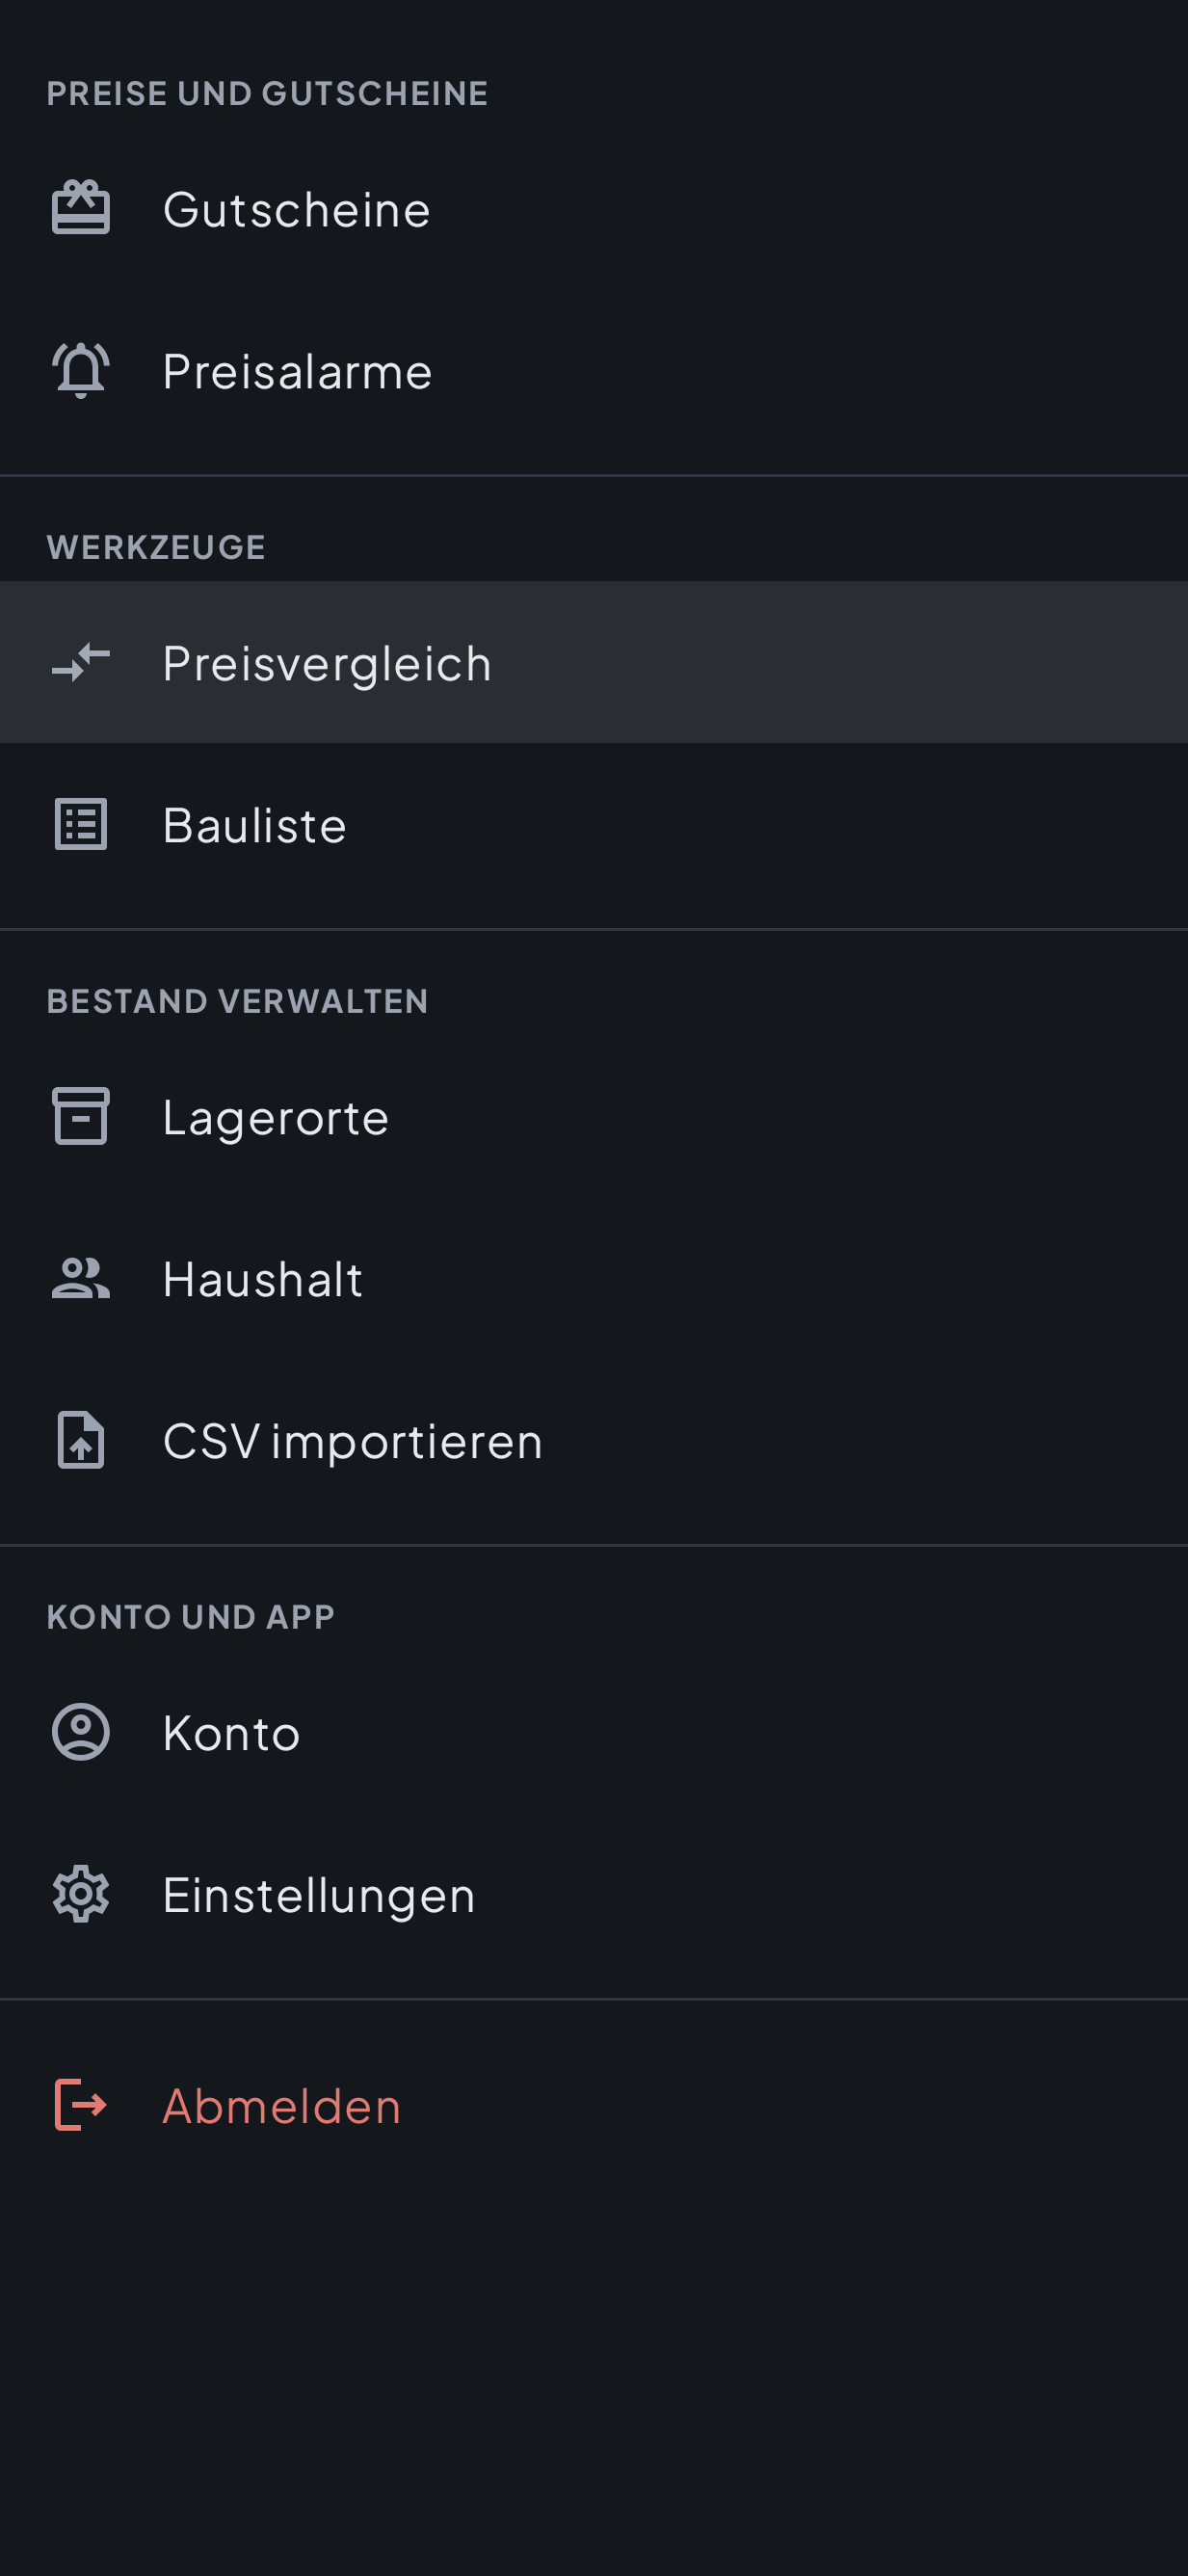 PREISE UND GUTSCHEINE
Gutscheine
Preisalarme
WERKZEUGE
Preisvergleich
Bauliste
BESTAND VERWALTEN
Lagerorte
Haushalt
CSV importieren
KONTO UND APP
Konto
Einstellungen
Abmelden